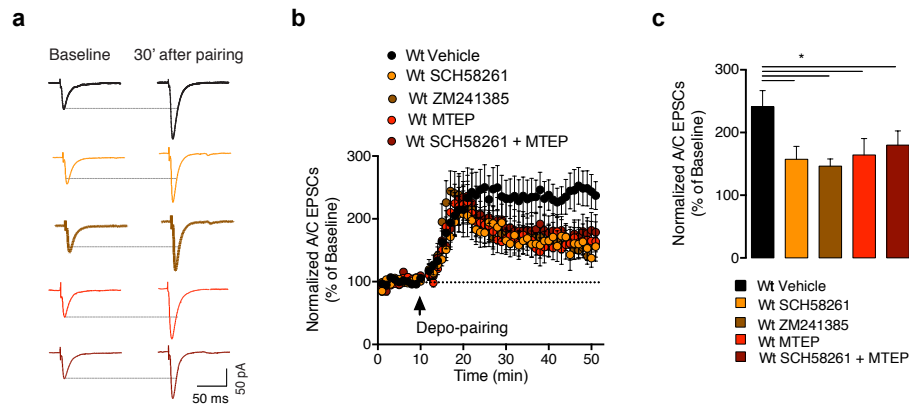 a
Baseline
30' after pairing
50 ms
50 pA
b
Wt Vehicle
Wt SCH58261
Wt ZM241385
Wt MTEP
Wt SCH58261 + MTEP
Normalized A/C EPSCs
(% of Baseline)
300
200
100
0
Depo-pairing
0 10 20 30 40 50
Time (min)
c
*
Normalized A/C EPSCs
(% of Baseline)
300
200
150
100
0
Wt Vehicle
Wt SCH58261
Wt ZM241385
Wt MTEP
Wt SCH58261 + MTEP